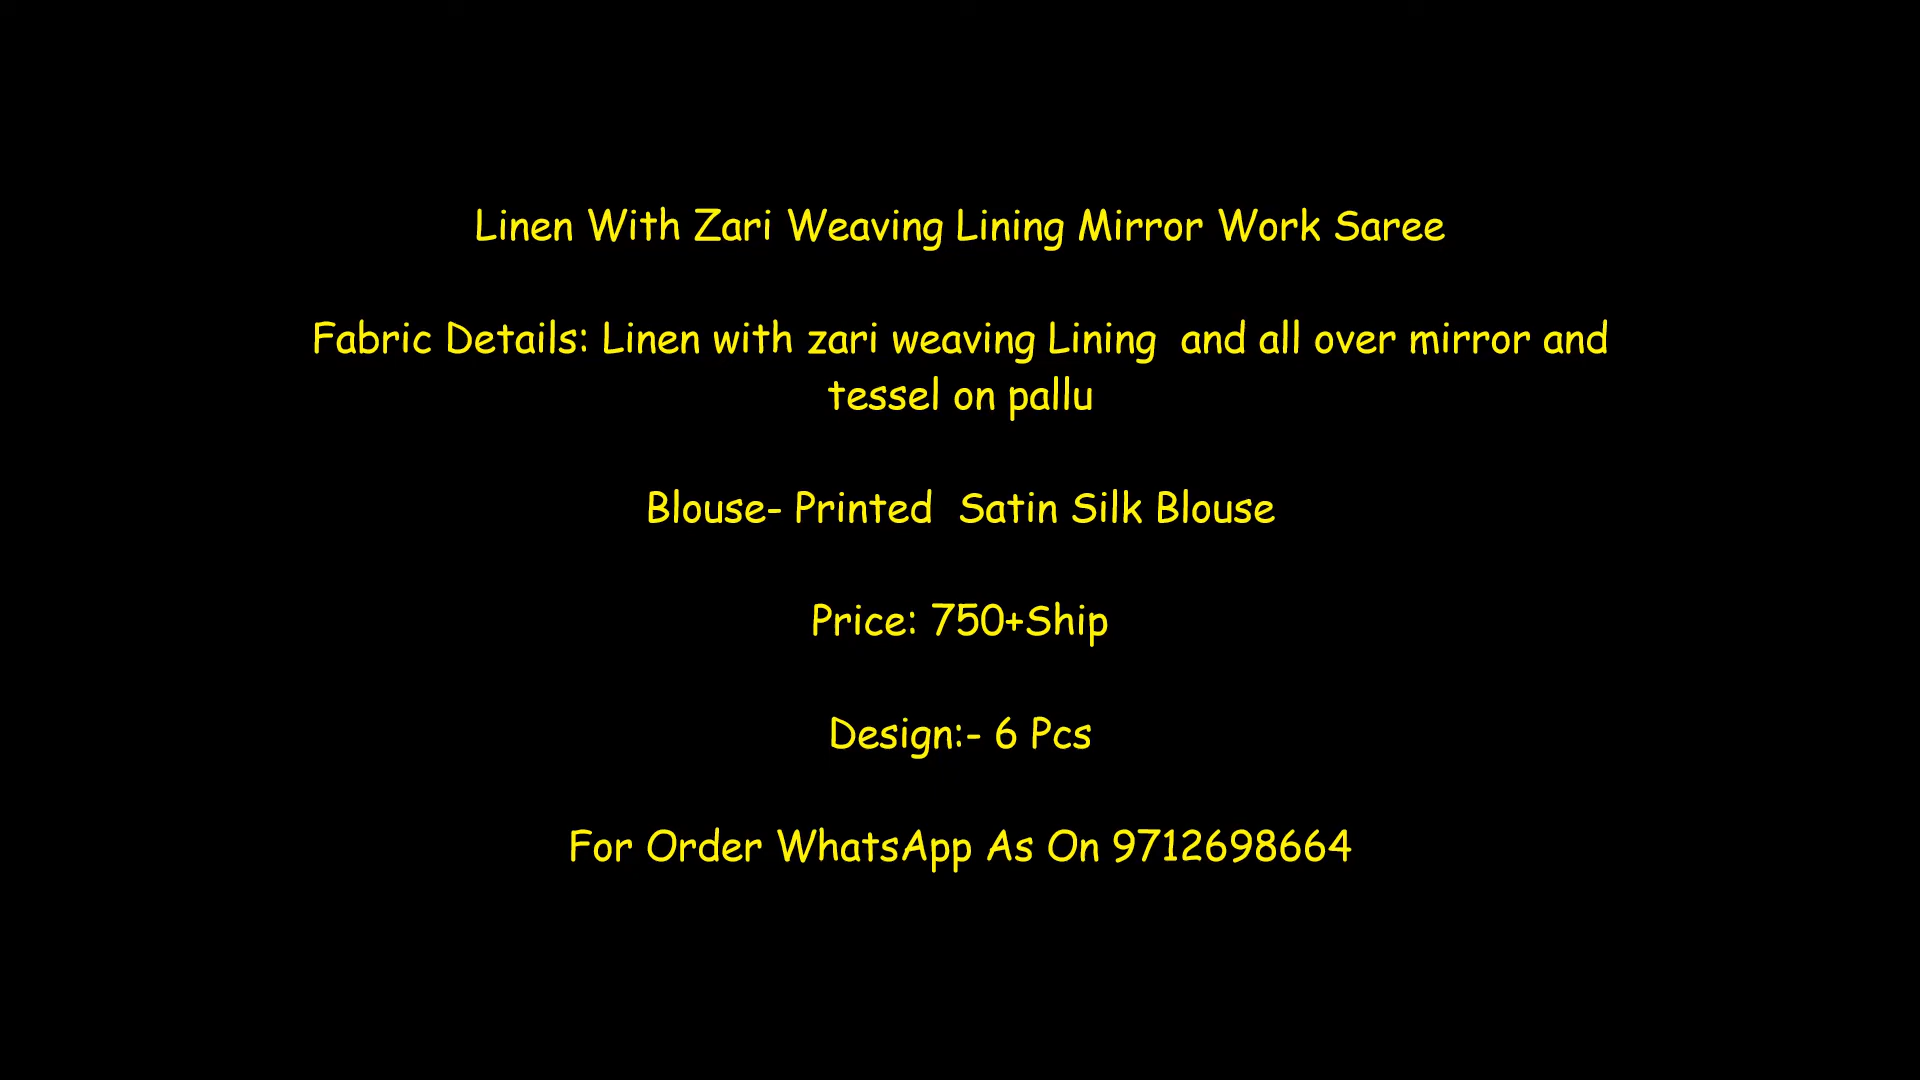 Linen With Zari Weaving Lining Mirror Work Saree
Fabric Details: Linen with zari weaving Lining  and all over mirror and
tessel on pallu
Blouse- Printed  Satin Silk Blouse
Price: 750+Ship
Design:- 6 Pcs
For Order WhatsApp As On 9712698664